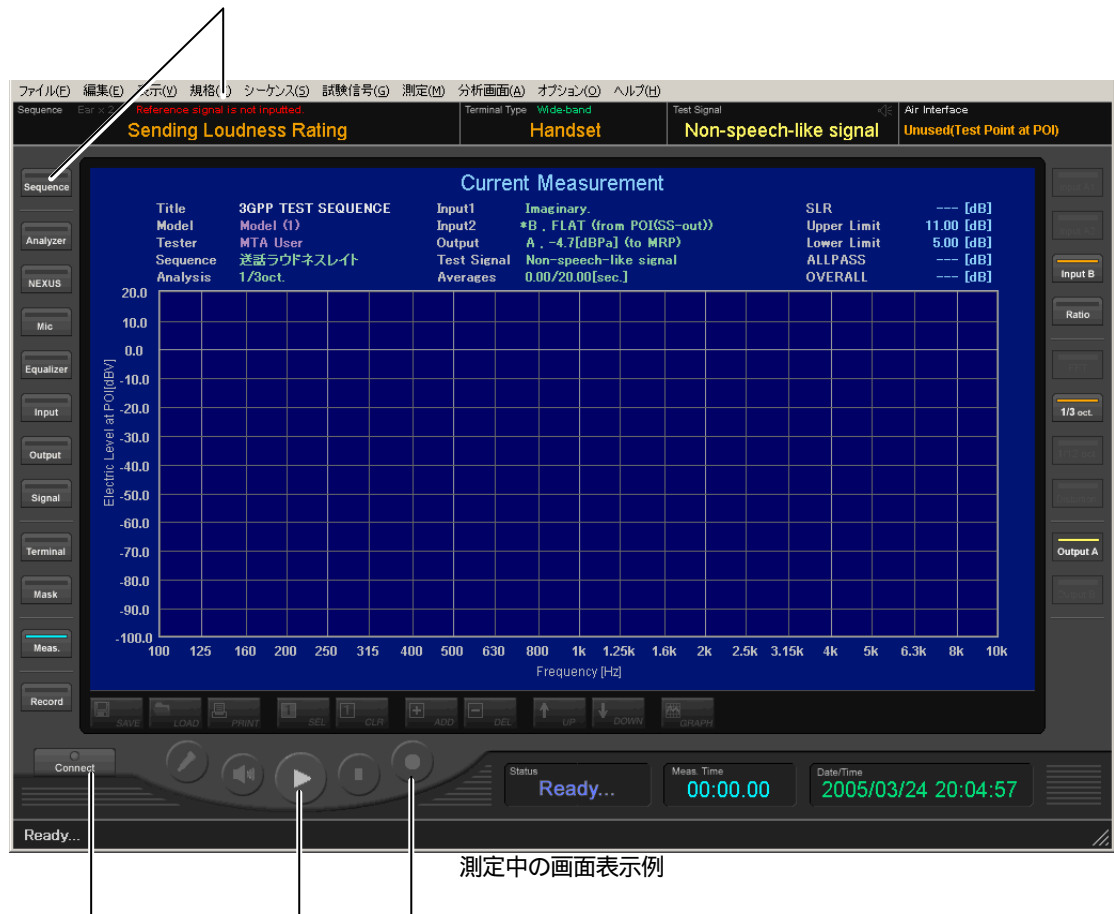 ファイル(F) 編集(E) 表示(V) 規格( ) シーケンス(S) 試験信号(G) 測定(M) 分析画面(A) オプション(O) ヘルプ(H)
Sequence Ear × 2 Reference signal is not inputted. Terminal Type Wide-band Test Signal Air Interface
Sending Loudness Rating Handset Non-speech-like signal Unused(Test Point at POI)
Current Measurement
Title 3GPP TEST SEQUENCE Input1 Imaginary. SLR --- [dB]
Model Model (1) Input2 *B , FLAT (from POI(SS-out)) Upper Limit 11.00 [dB]
Tester MTA User Output A , -4.7[dBPa] (to MRP) Lower Limit 5.00 [dB]
Sequence 送話ラウドネスレイト Test Signal Non-speech-like signal ALLPASS --- [dB]
Analysis 1/3oct. Averages 0.00/20.00[sec.] OVERALL --- [dB]
Sequence
Analyzer
NEXUS
Mic
Equalizer
Input
Output
Signal
Terminal
Mask
Meas.
Record
Electric Level at POI[dBV]
20.0
10.0
0.0
-10.0
-20.0
-30.0
-40.0
-50.0
-60.0
-70.0
-80.0
-90.0
-100.0
100 125 160 200 250 315 400 500 630 800 1k 1.25k 1.6k 2k 2.5k 3.15k 4k 5k 6.3k 8k 10k
Frequency [Hz]
Input B
Ratio
FFT
1/3 oct.
Output A
Output B
SAVE LOAD PRINT SEL CLR ADD DEL UP DOWN GRAPH
Connect
Status Meas. Time Date/Time
Ready... 00:00.00 2005/03/24 20:04:57
Ready...
測定中の画面表示例